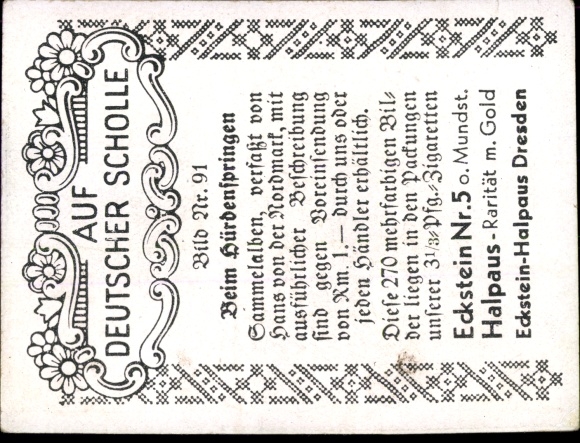 AUF
DEUTSCHER SCHOLLE
Bild Nr. 91
Beim Hürdenspringen
Sammelalben, verfaßt von
Hans von der Nordmark, mit
ausführlicher Beschreibung
sind gegen Voreinsendung
von Rm. 1.— durch uns oder
jeden Händler erhältlich.
Diese 270 mehrfarbigen Bil⸗
der liegen in den Packungen
unserer 3⅓⸗Pfg.⸗Zigaretten
Eckstein Nr. 5 o. Mundst.
Halpaus - Rarität m. Gold
Eckstein-Halpaus Dresden